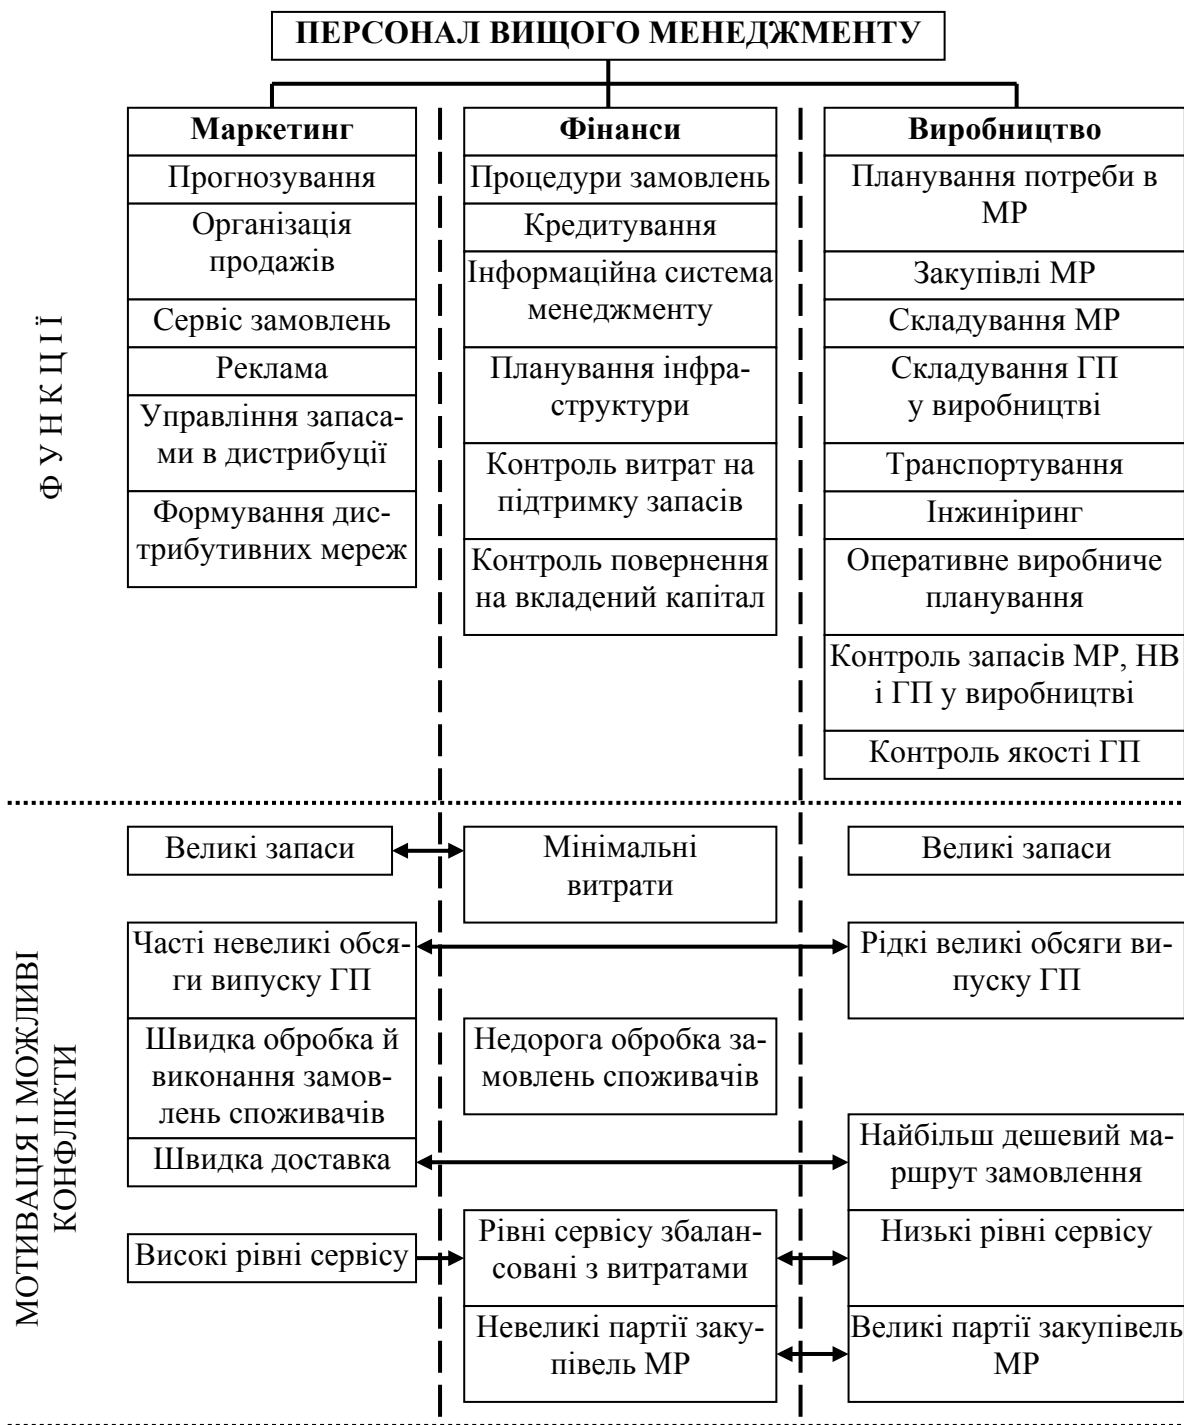 ПЕРСОНАЛ ВИЩОГО МЕНЕДЖМЕНТУ
Маркетинг
Прогнозування
Організація
продажів
Сервіс замовлень
Реклама
Управління запаса-
ми в дистрибуції
Формування дис-
трибутивних мереж
Фінанси
Процедури замовлень
Кредитування
Інформаційна система
менеджменту
Планування інфра-
структури
Контроль витрат на
підтримку запасів
Контроль повернення
на вкладений капітал
Виробництво
Планування потреби в
МР
Закупівлі МР
Складування МР
Складування ГП
у виробництві
Транспортування
Інжиніринг
Оперативне виробниче
планування
Контроль запасів МР, НВ
і ГП у виробництві
Контроль якості ГП
Ф У Н К Ц І Ї
Великі запаси
Мінімальні
витрати
Великі запаси
Часті невеликі обся-
ги випуску ГП
Рідкі великі обсяги ви-
пуску ГП
Швидка обробка й
виконання замов-
лень споживачів
Недорога обробка за-
мовлень споживачів
Швидка доставка
Найбільш дешевий ма-
ршрут замовлення
Високі рівні сервісу
Рівні сервісу збалан-
совані з витратами
Низькі рівні сервісу
Невеликі партії заку-
півель МР
Великі партії закупівель
МР
МОТИВАЦІЯ І МОЖЛИВІ
КОНФЛІКТИ